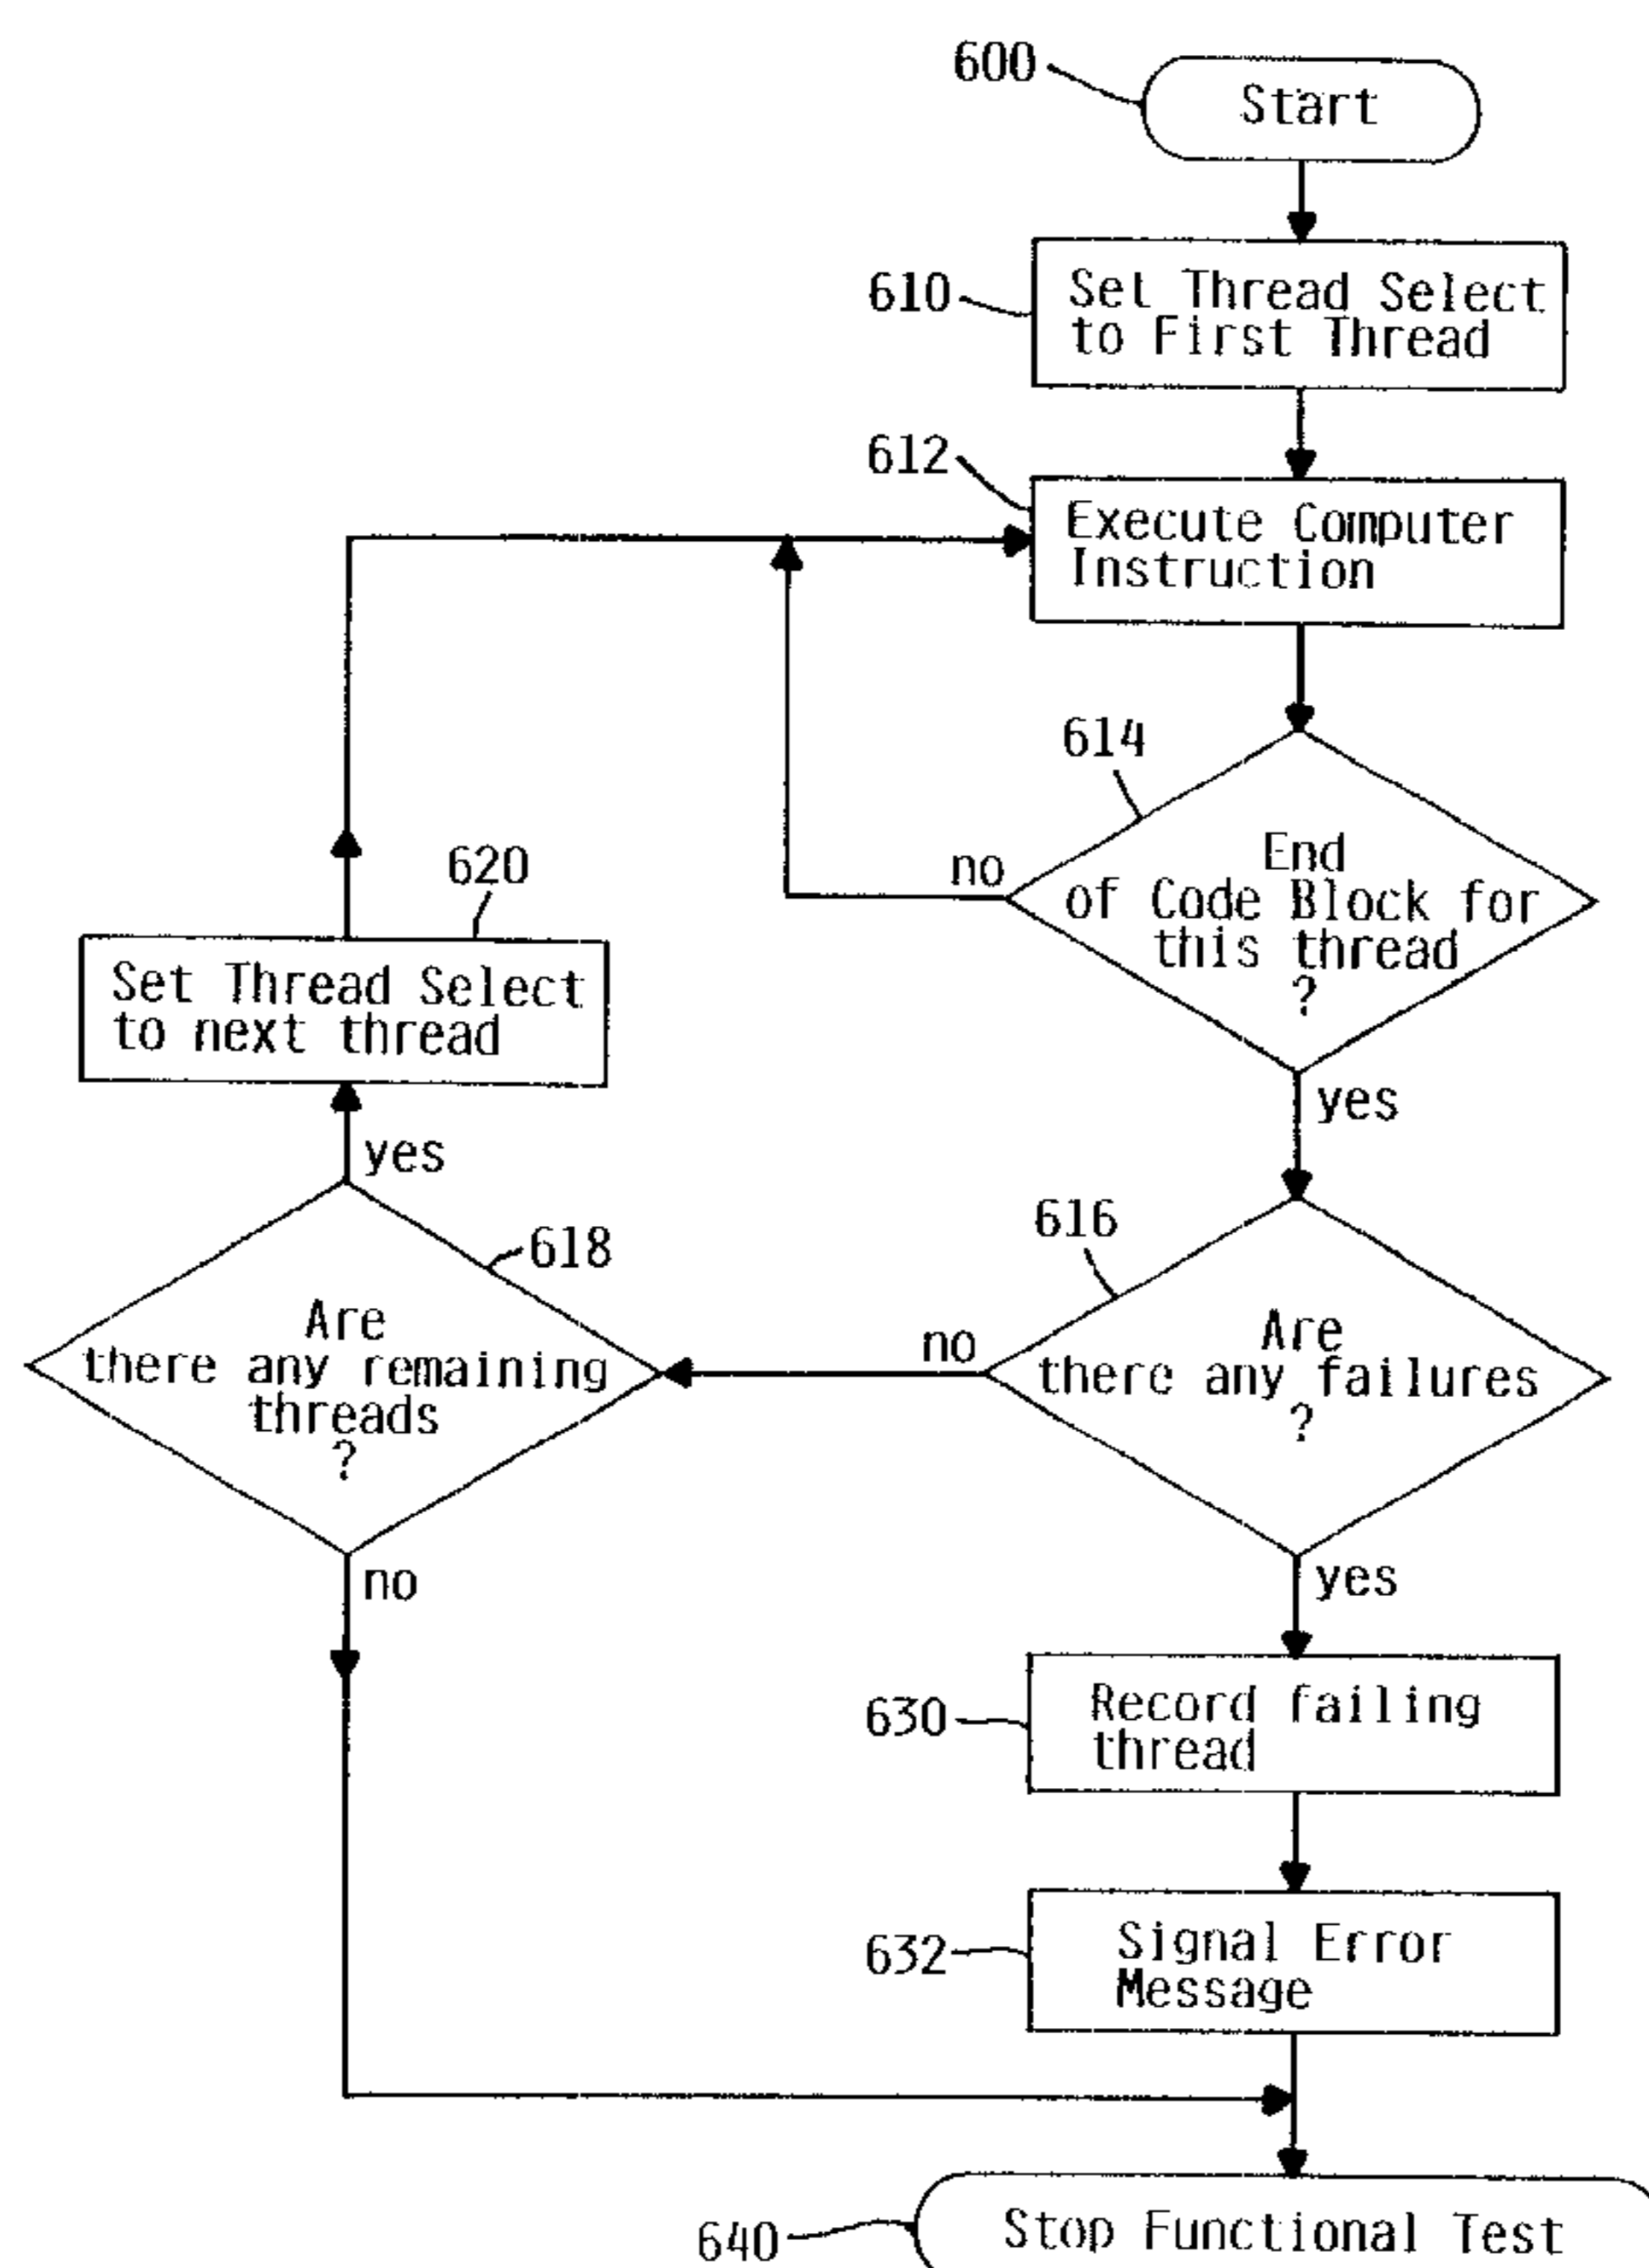 600
Start
610
Set Thread Select
to First Thread
612
Execute Computer
Instruction
614
End
of Code Block for
this thread
?
no
yes
620
Set Thread Select
to next thread
yes
618
Are
there any remaining
threads
?
no
616
Are
there any failures
?
no
yes
630
Record failing
thread
632
Signal Error
Message
640
Stop Functional Test